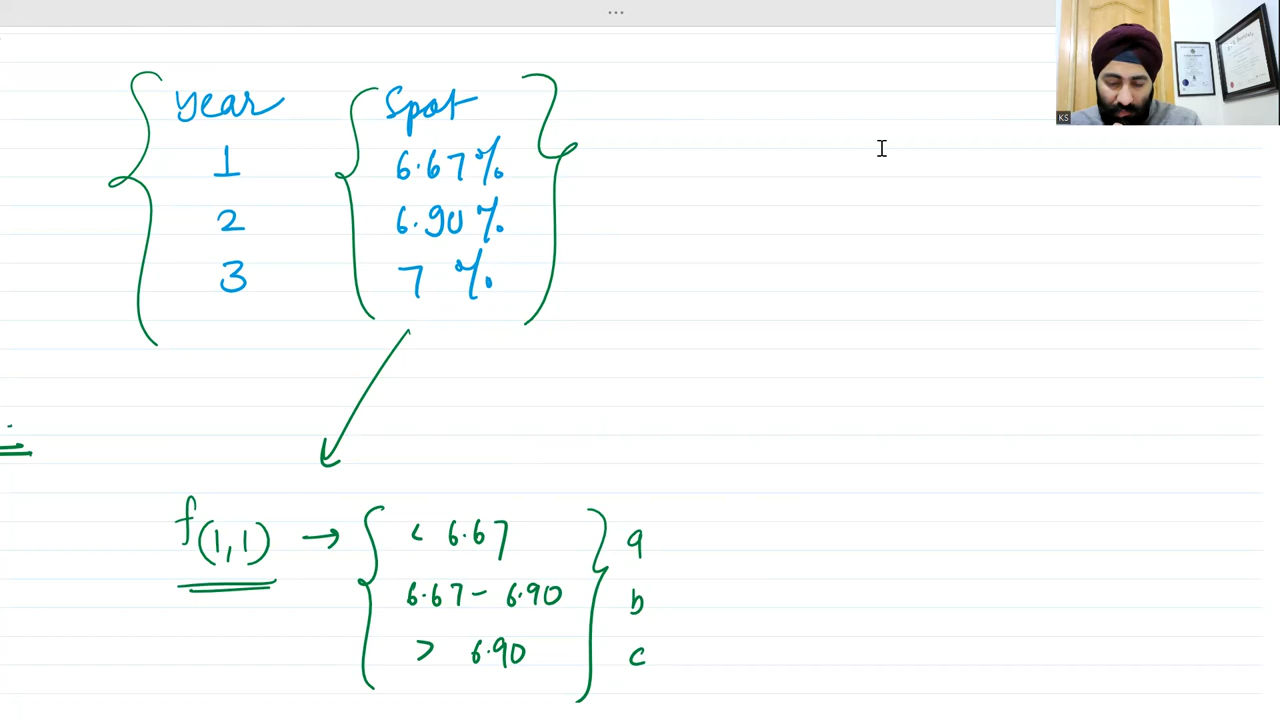 ...
year Spot
1 6.67%
2 6.90%
3 7 %
f(1,1) → < 6.67 a
6.67 - 6.90 b
> 6.90 c
KS